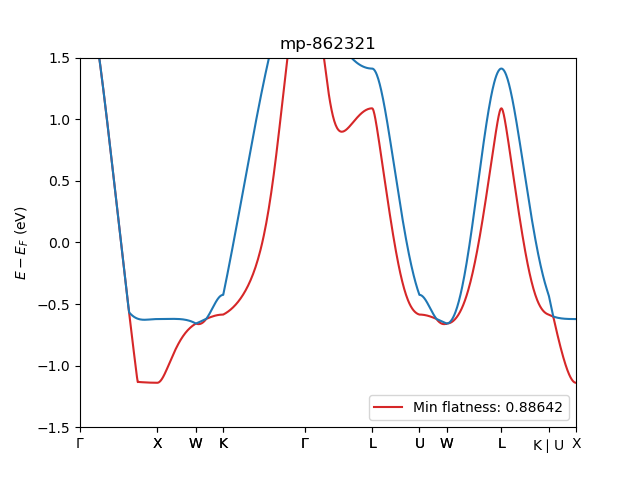 mp-862321
E − E_F (eV)
1.5
1.0
0.5
0.0
−0.5
−1.0
−1.5
Min flatness: 0.88642
Γ X W K Γ L U W L K | U X